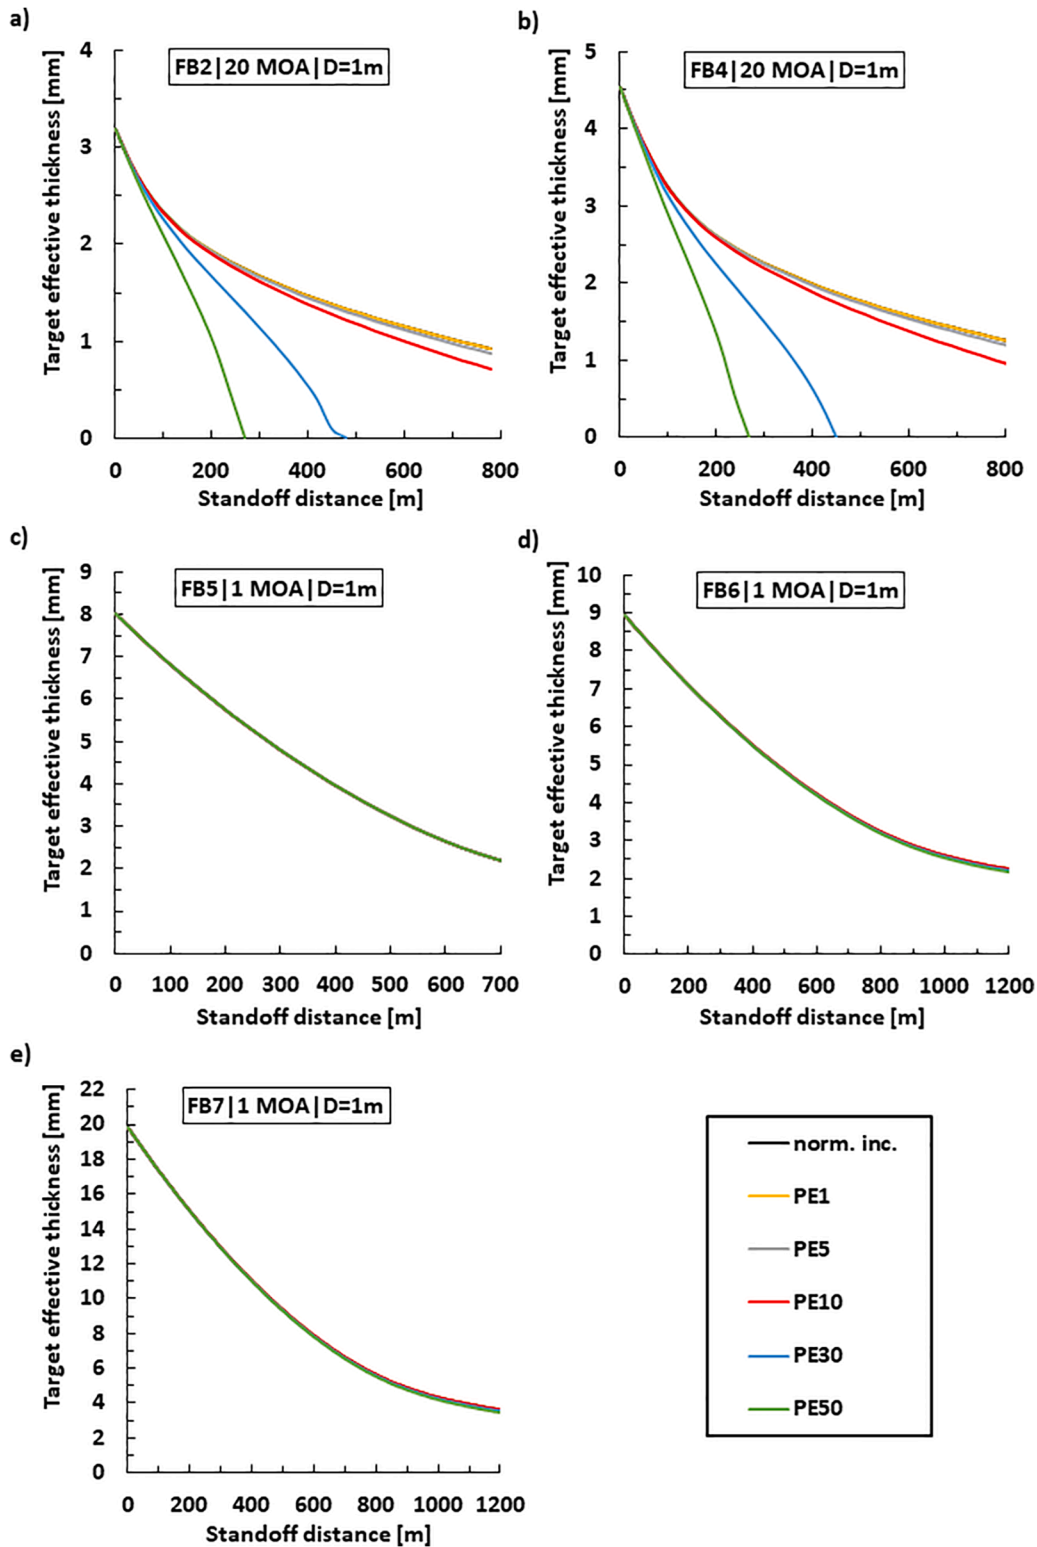 a)
FB2|20 MOA|D=1m
Target effective thickness [mm]
4
3
2
1
0
0 200 400 600 800
Standoff distance [m]
b)
FB4|20 MOA|D=1m
Target effective thickness [mm]
5
4
3
2
1
0
0 200 400 600 800
Standoff distance [m]
c)
FB5|1 MOA|D=1m
Target effective thickness [mm]
9
8
7
6
5
4
3
2
1
0
0 100 200 300 400 500 600 700
Standoff distance [m]
d)
FB6|1 MOA|D=1m
Target effective thickness [mm]
10
9
8
7
6
5
4
3
2
1
0
0 200 400 600 800 1000 1200
Standoff distance [m]
e)
FB7|1 MOA|D=1m
Target effective thickness [mm]
22
20
18
16
14
12
10
8
6
4
2
0
0 200 400 600 800 1000 1200
Standoff distance [m]
norm. inc.
PE1
PE5
PE10
PE30
PE50